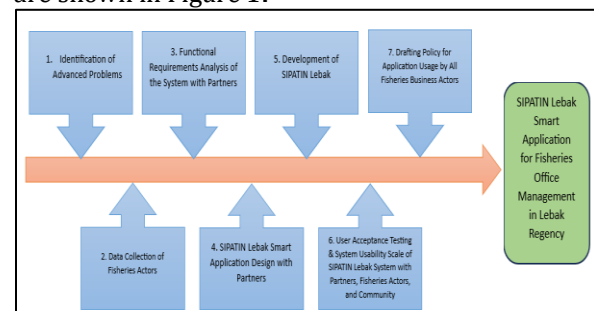 are shown in Figure 1.
1. Identification of
Advanced Problems
3. Functional
Requirements Analysis of
the System with Partners
5. Development of
SIPATIN Lebak
7. Drafting Policy for
Application Usage by All
Fisheries Business Actors
SIPATIN Lebak
Smart
Application
for Fisheries
Office
Management
in Lebak
Regency
2. Data Collection of
Fisheries Actors
4. SIPATIN Lebak Smart
Application Design with
Partners
6. User Acceptance Testing
& System Usability Scale of
SIPATIN Lebak System with
Partners, Fisheries Actors,
and Community